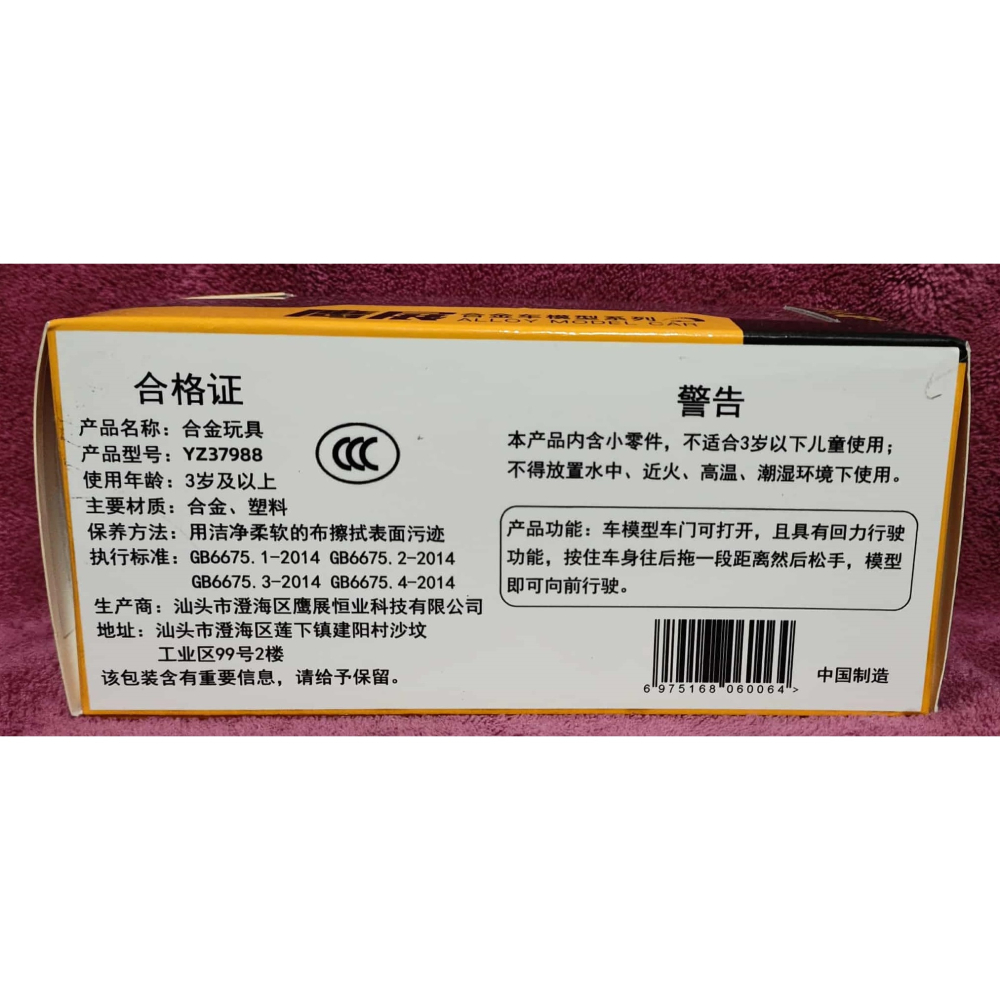 合金车模型系列
ALLOY MODEL CAR
合格证
产品名称：合金玩具
产品型号：YZ37988
使用年龄：3岁及以上
主要材质：合金、塑料
保养方法：用洁净柔软的布擦拭表面污迹
执行标准：GB6675.1-2014 GB6675.2-2014
GB6675.3-2014 GB6675.4-2014
生产商：汕头市澄海区鹰展恒业科技有限公司
地址：汕头市澄海区莲下镇建阳村沙坟
工业区99号2楼
该包装含有重要信息，请给予保留。
CCC
警告
本产品内含小零件，不适合3岁以下儿童使用；
不得放置水中、近火、高温、潮湿环境下使用。
产品功能：车模型车门可打开，且具有回力行驶
功能，按住车身往后拖一段距离然后松手，模型
即可向前行驶。
6 975168 060064 >
中国制造